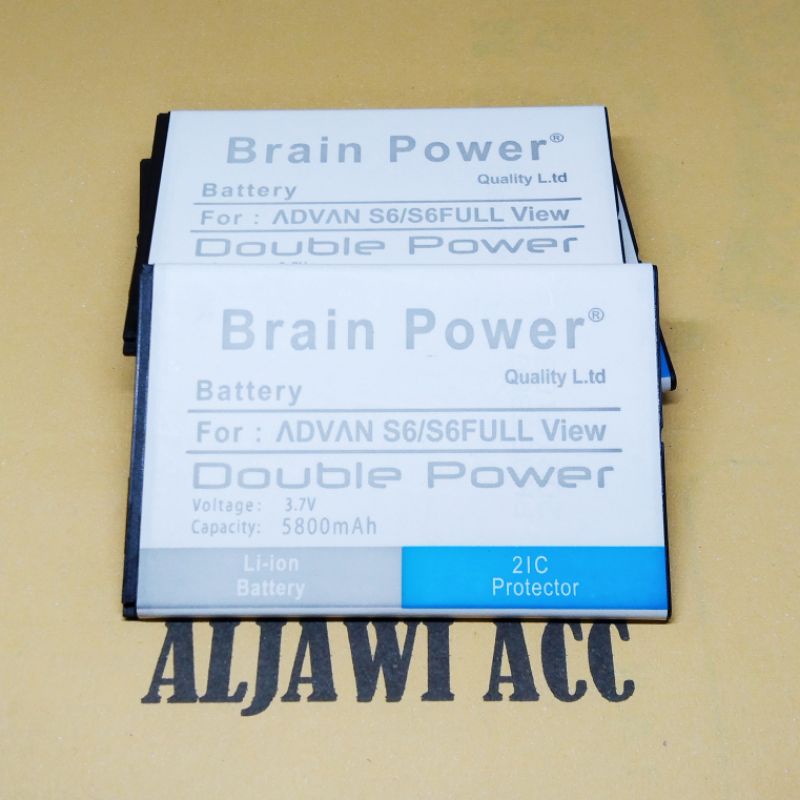 Brain Power®
Quality L.td
Battery
For : ADVAN S6/S6FULL View
Double Power
Brain Power®
Quality L.td
Battery
For : ADVAN S6/S6FULL View
Double Power
Voltage: 3.7V
Capacity: 5800mAh
Li-ion
Battery
2IC
Protector
ALJAWI ACC